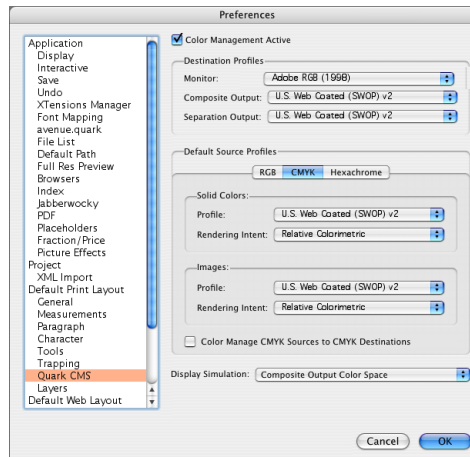 Preferences
Application
Display
Interactive
Save
Undo
XTensions Manager
Font Mapping
avenue.quark
File List
Default Path
Full Res Preview
Browsers
Index
Jabberwocky
PDF
Placeholders
Fraction/Price
Picture Effects
Project
XML Import
Default Print Layout
General
Measurements
Paragraph
Character
Tools
Trapping
Quark CMS
Layers
Default Web Layout
Color Management Active
Destination Profiles
Monitor: Adobe RGB (1998)
Composite Output: U.S. Web Coated (SWOP) v2
Separation Output: U.S. Web Coated (SWOP) v2
Default Source Profiles
RGB CMYK Hexachrome
Solid Colors:
Profile: U.S. Web Coated (SWOP) v2
Rendering Intent: Relative Colorimetric
Images:
Profile: U.S. Web Coated (SWOP) v2
Rendering Intent: Relative Colorimetric
Color Manage CMYK Sources to CMYK Destinations
Display Simulation: Composite Output Color Space
Cancel OK